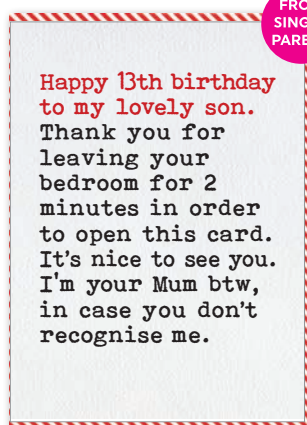 Happy 13th birthday
to my lovely son.
Thank you for
leaving your
bedroom for 2
minutes in order
to open this card.
It's nice to see you.
I'm your Mum btw,
in case you don't
recognise me.